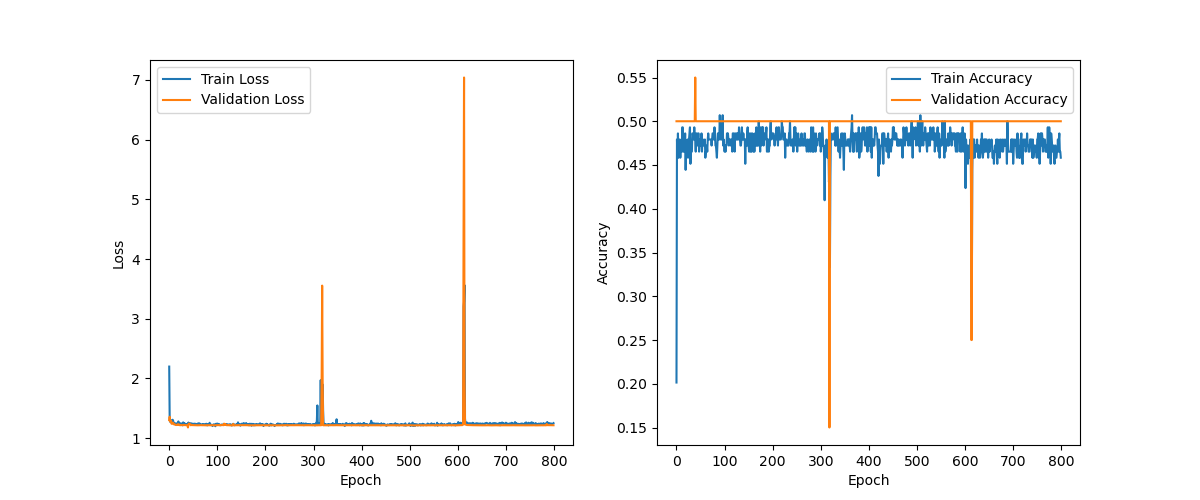 Train Loss
Validation Loss
7
6
5
4
3
2
1
0 100 200 300 400 500 600 700 800
Loss
Epoch
Train Accuracy
Validation Accuracy
0.55
0.50
0.45
0.40
0.35
0.30
0.25
0.20
0.15
0 100 200 300 400 500 600 700 800
Accuracy
Epoch